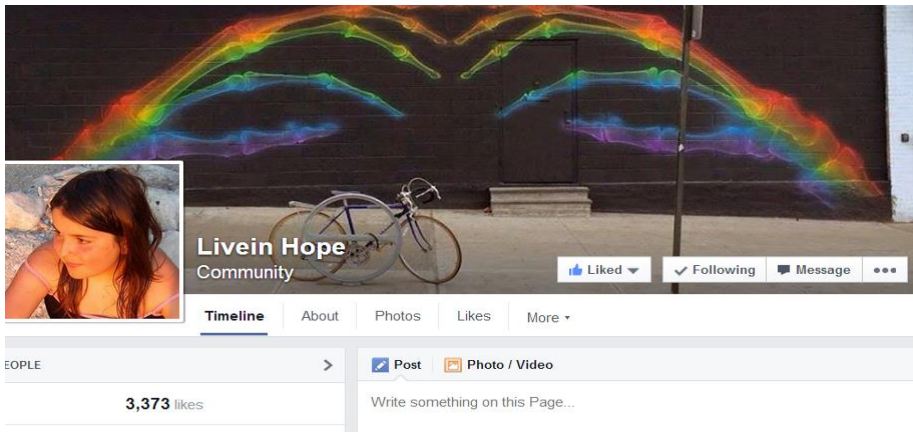 Livein Hope
Community
Liked
Following
Message
Timeline
About
Photos
Likes
More
EOPLE
3,373 likes
Post
Photo / Video
Write something on this Page...